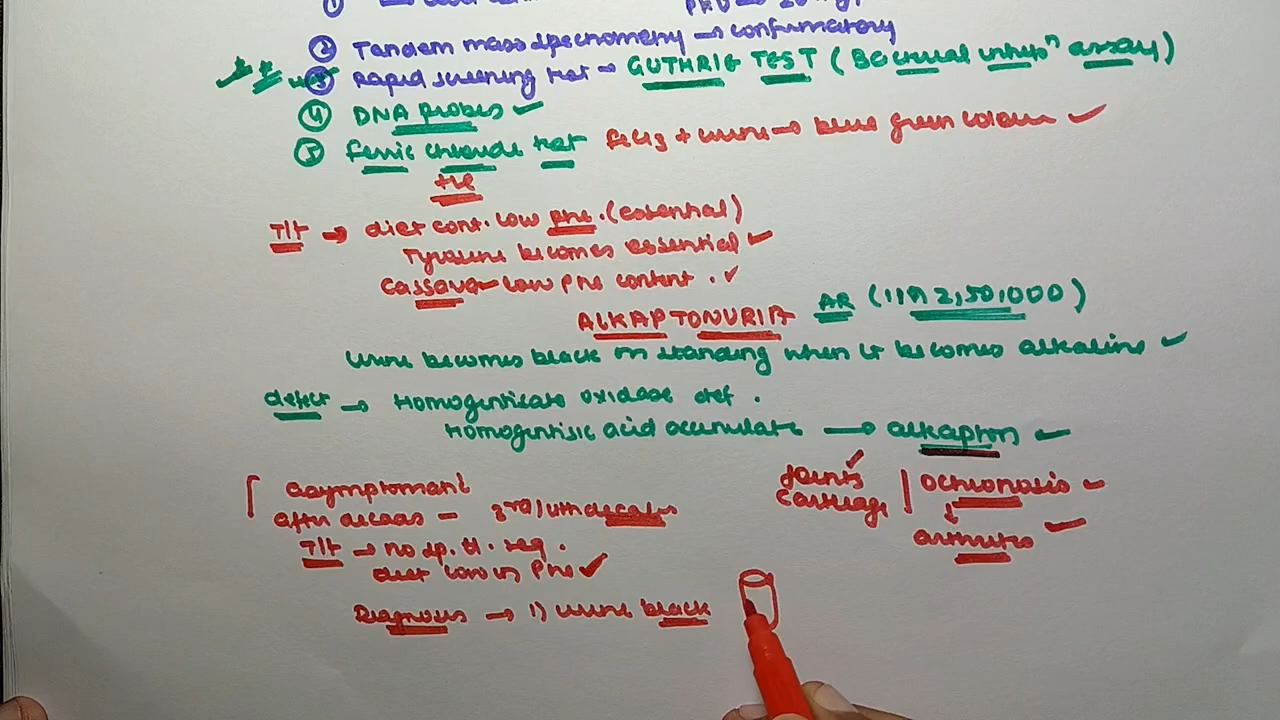 ①
② Tandem mass spectrometry → confirmatory
③ Rapid screening test → GUTHRIE TEST (Bacterial inhibitⁿ assay)
④ DNA probes ✓
⑤ ferric chloride test FeCl3 + urine → blue green colour ✓
+ve
T/t → diet cont. low phe. (essential)
Tyrosine becomes essential ✓
Cassava - low phe content. ✓
ALKAPTONURIA AR (1 in 2,50,000)
urine becomes black on standing when it becomes alkaline ✓
defect → Homogentisate oxidase def.
Homogentisic acid accumulate → alkapton ✓
asymptomatic
after decades - 3rd/4th decades
Joints Cartilage | Ochronosis ✓
↓
arthritis ✓
T/t → no sp. tt. req.
diet low in Phe ✓
Diagnosis → 1) urine black